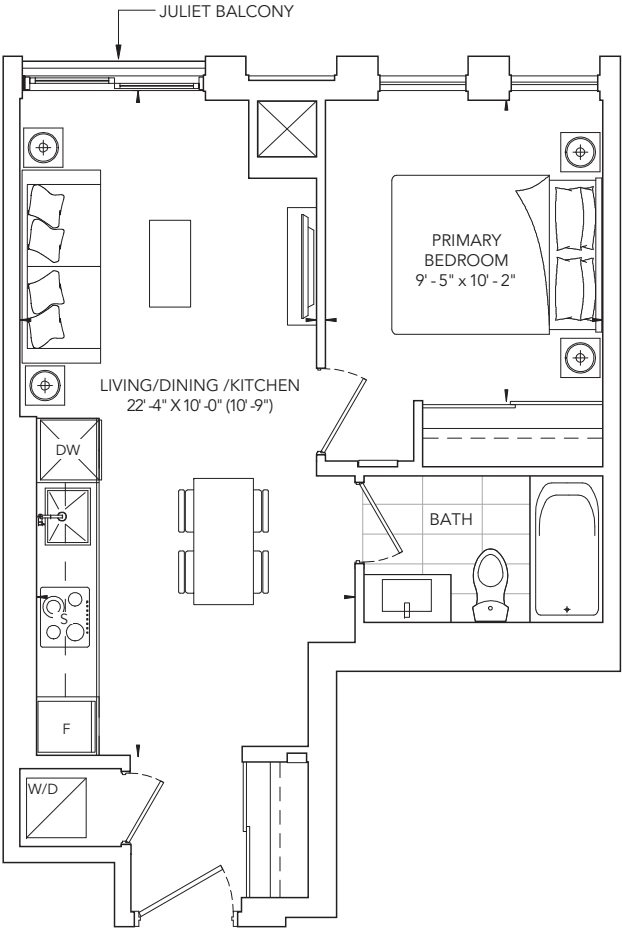 JULIET BALCONY
PRIMARY
BEDROOM
9' - 5" x 10' - 2"
LIVING/DINING /KITCHEN
22' -4" X 10' -0" (10' -9")
DW
BATH
S
F
W/D